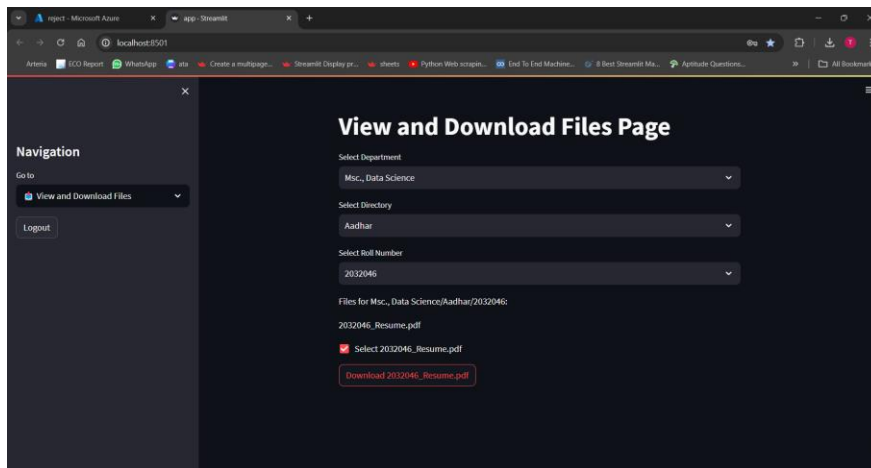 reject - Microsoft Azure
app · Streamlit
localhost:8501
Arteria
ECO Report
WhatsApp
ata
Create a multipage...
Streamlit Display pr...
sheets
Python Web scrapin...
End To End Machine...
8 Best Streamlit Ma...
Aptitude Questions...
All Bookmark
Navigation
Go to
View and Download Files
Logout
View and Download Files Page
Select Department
Msc., Data Science
Select Directory
Aadhar
Select Roll Number
2032046
Files for Msc., Data Science/Aadhar/2032046:
2032046_Resume.pdf
Select 2032046_Resume.pdf
Download 2032046_Resume.pdf